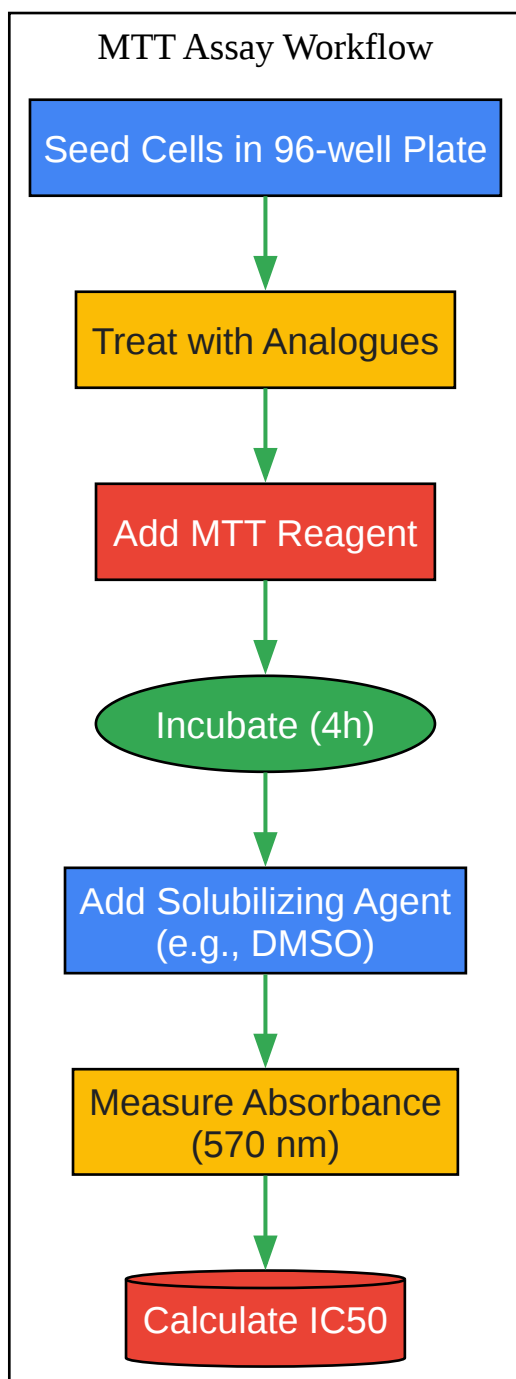 MTT Assay Workflow
Seed Cells in 96-well Plate
Treat with Analogues
Add MTT Reagent
Incubate (4h)
Add Solubilizing Agent
(e.g., DMSO)
Measure Absorbance
(570 nm)
Calculate IC50